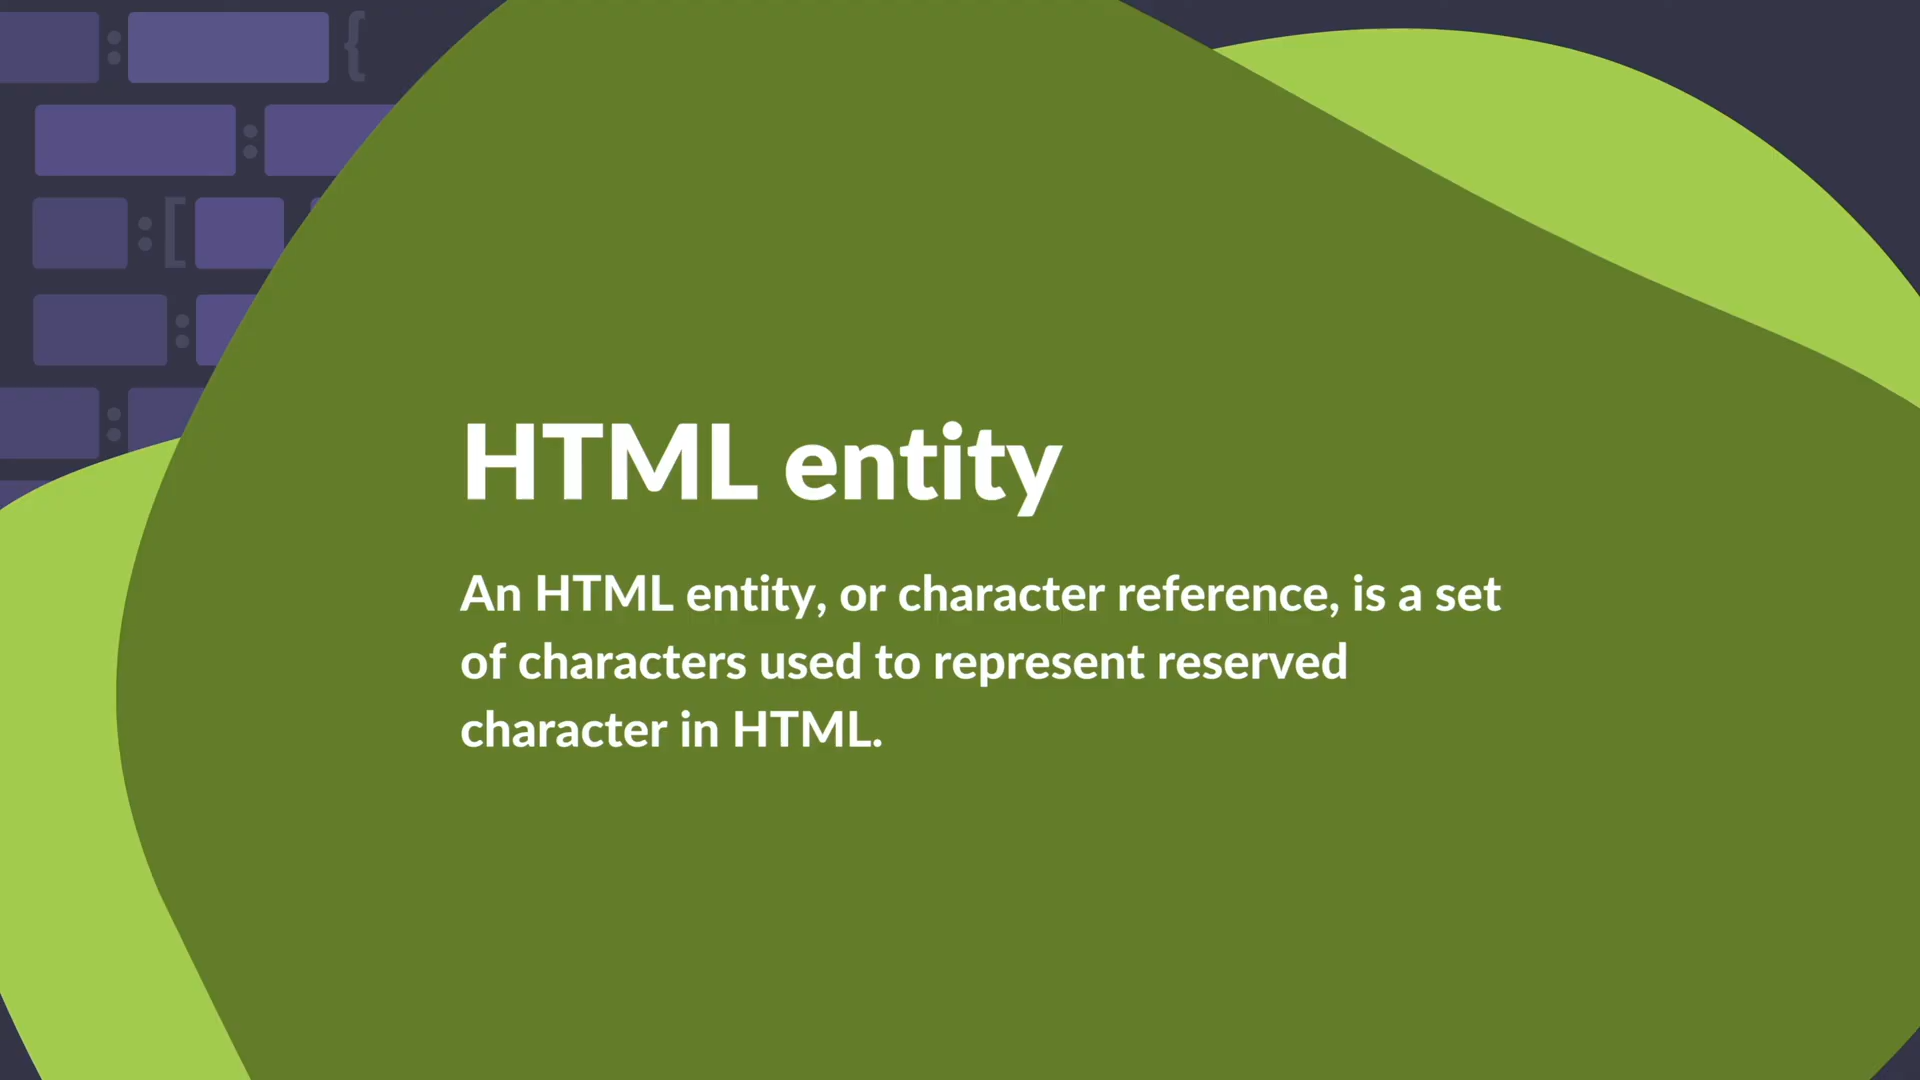 HTML entity
An HTML entity, or character reference, is a set
of characters used to represent reserved
character in HTML.